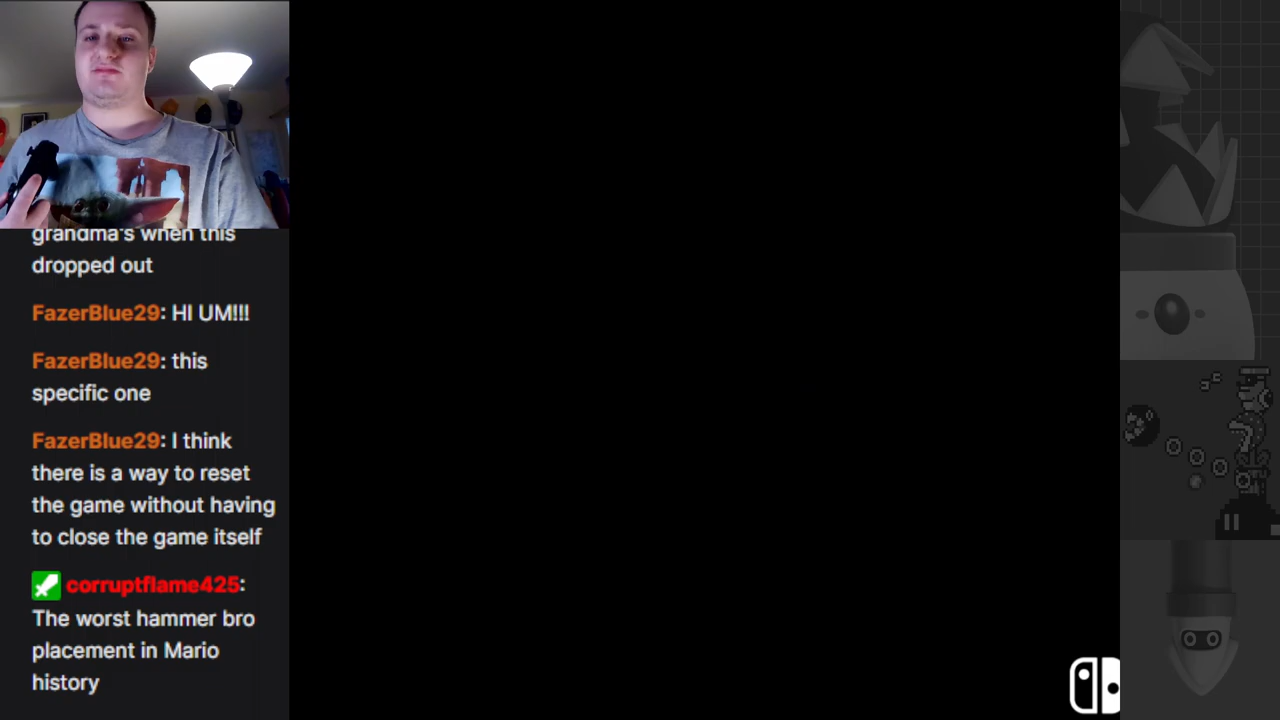 grandma's when this
dropped out
FazerBlue29: HI UM!!!
FazerBlue29: this
specific one
FazerBlue29: I think
there is a way to reset
the game without having
to close the game itself
corruptflame425:
The worst hammer bro
placement in Mario
history